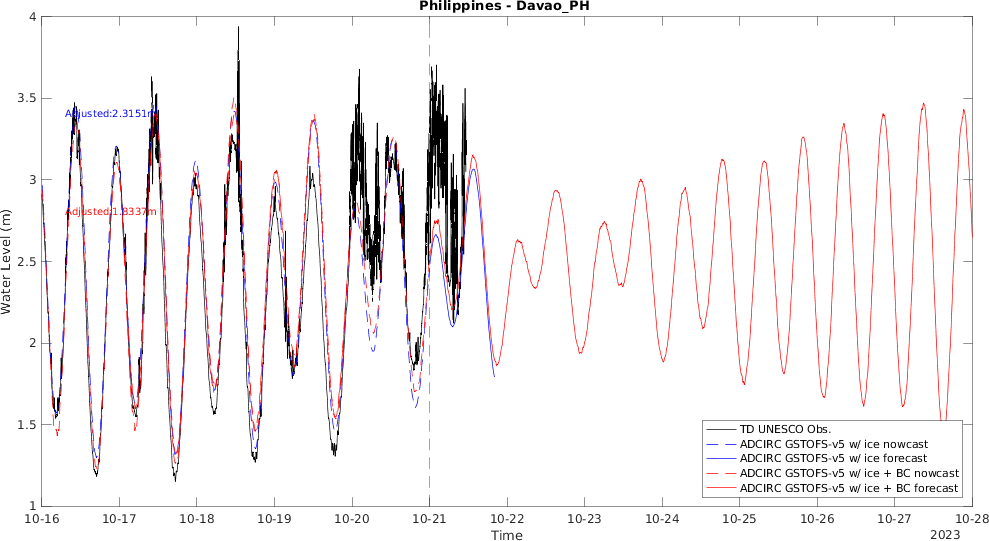 Philippines - Davao_PH
4
3.5
3
2.5
2
1.5
1
Water Level (m)
Adjusted:2.3151m
Adjusted:1.8337m
TD UNESCO Obs.
ADCIRC GSTOFS-v5 w/ ice nowcast
ADCIRC GSTOFS-v5 w/ ice forecast
ADCIRC GSTOFS-v5 w/ ice + BC nowcast
ADCIRC GSTOFS-v5 w/ ice + BC forecast
10-16 10-17 10-18 10-19 10-20 10-21 10-22 10-23 10-24 10-25 10-26 10-27 10-28
Time
2023